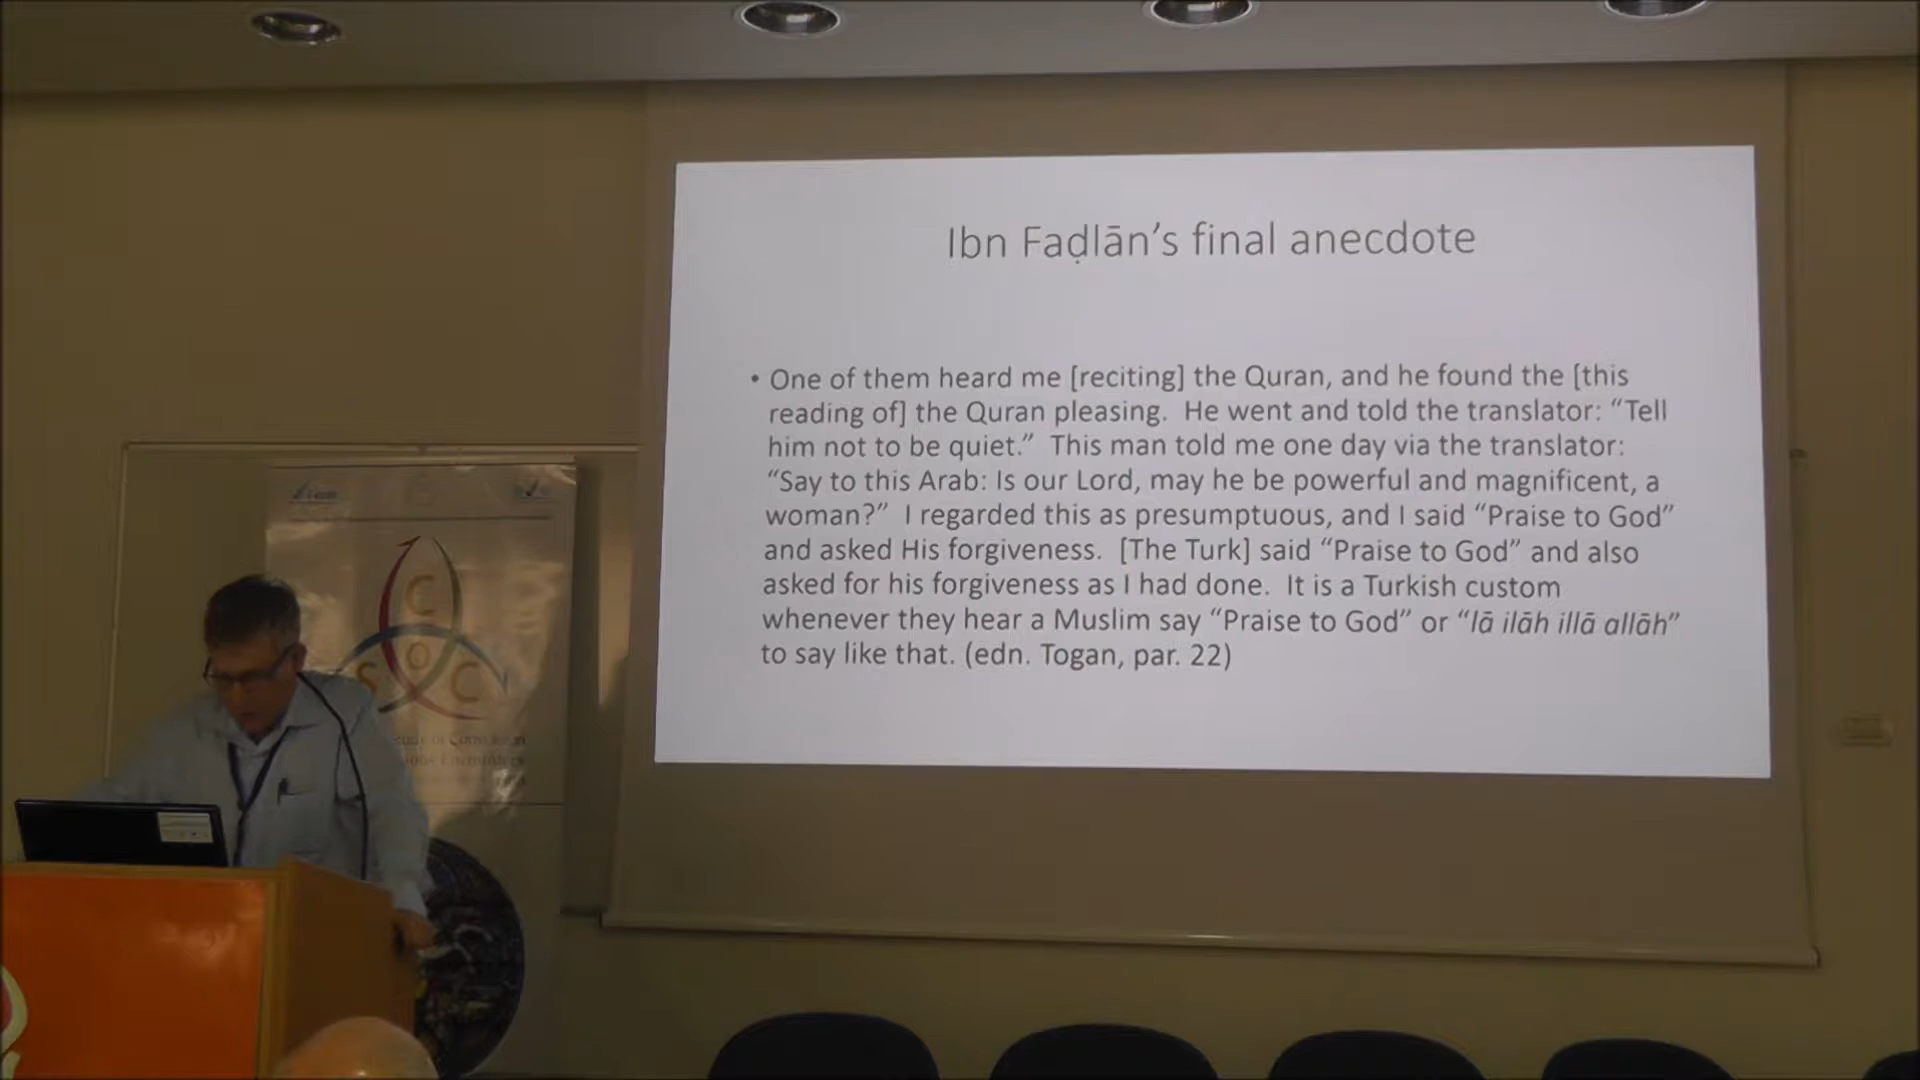 Ibn Faḍlān’s final anecdote
• One of them heard me [reciting] the Quran, and he found the [this
reading of] the Quran pleasing. He went and told the translator: “Tell
him not to be quiet.” This man told me one day via the translator:
“Say to this Arab: Is our Lord, may he be powerful and magnificent, a
woman?” I regarded this as presumptuous, and I said “Praise to God”
and asked His forgiveness. [The Turk] said “Praise to God” and also
asked for his forgiveness as I had done. It is a Turkish custom
whenever they hear a Muslim say “Praise to God” or “lā ilāh illā allāh”
to say like that. (edn. Togan, par. 22)
C
S O C